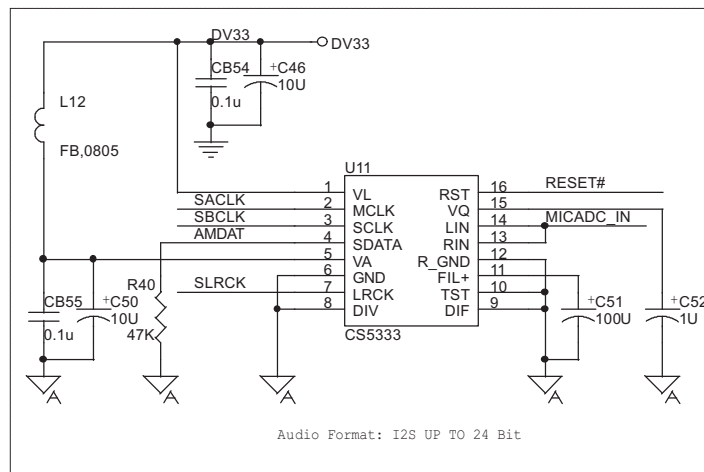 DV33
DV33
CB54
+C46
0.1u
10U
L12
FB,0805
U11
1 VL RST 16 RESET#
SACLK 2 MCLK VQ 15
SBCLK 3 SCLK LIN 14 MICADC_IN
AMDAT 4 SDATA RIN 13
5 VA R_GND 12
6 GND FIL+ 11
SLRCK 7 LRCK TST 10
8 DIV DIF 9
CS5333
CB55
+C50
0.1u
10U
R40
47K
+C51
100U
+C52
1U
A
A
A
A
A
Audio Format: I2S UP TO 24 Bit